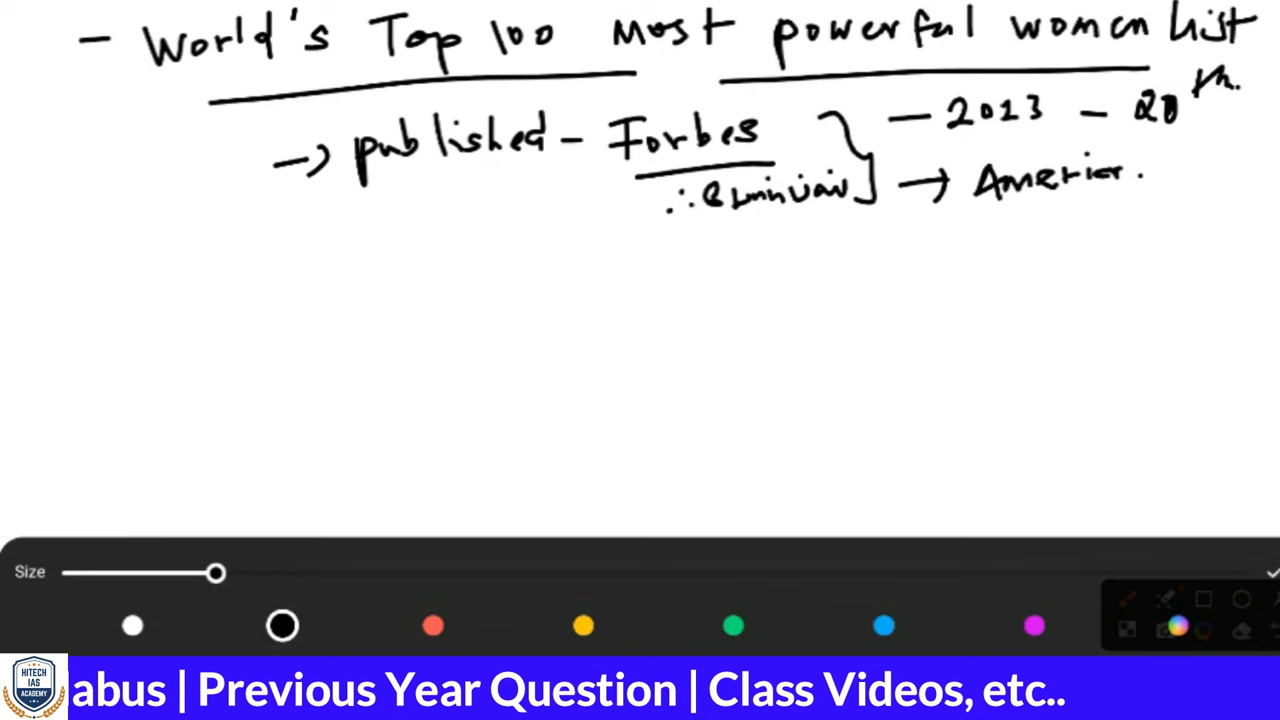 - World's Top 100 most powerful women List
→ published - Forbes } - 2013 - 20th.
→ America.
Size
HITECH
IAS
ACADEMY
abus | Previous Year Question | Class Videos, etc..